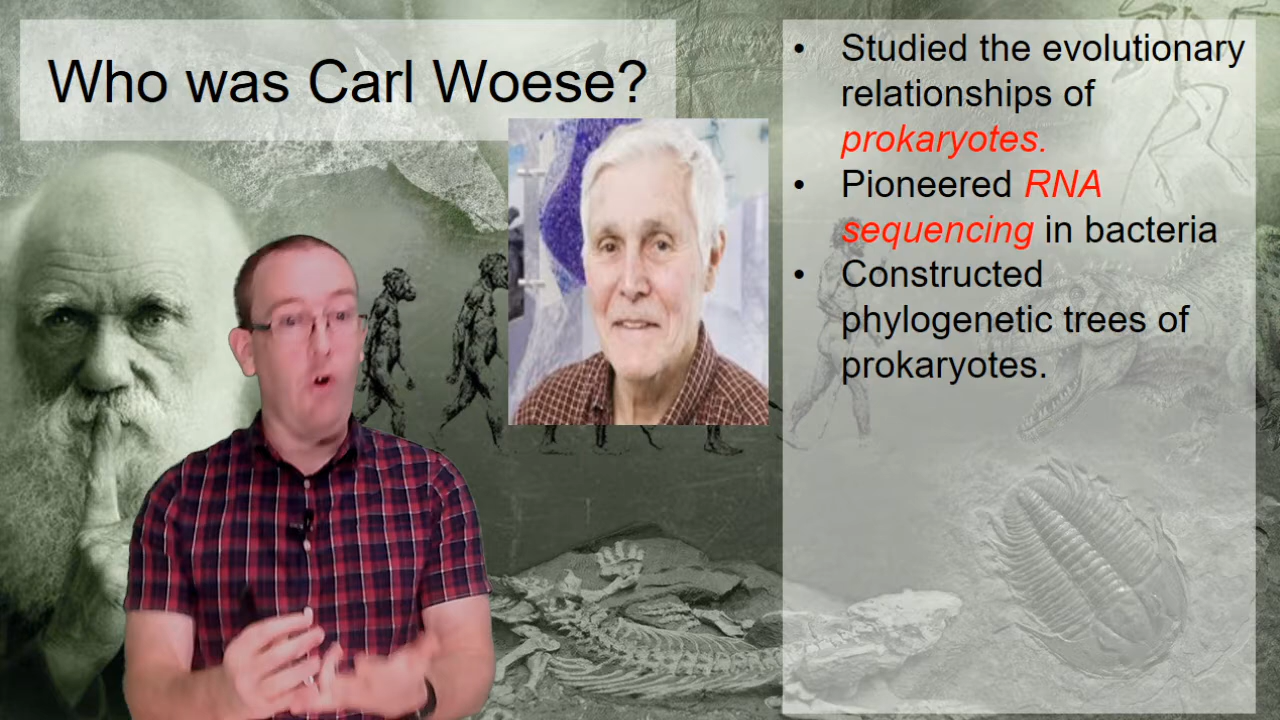 Who was Carl Woese?
• Studied the evolutionary
relationships of
prokaryotes.
• Pioneered RNA
sequencing in bacteria
• Constructed
phylogenetic trees of
prokaryotes.